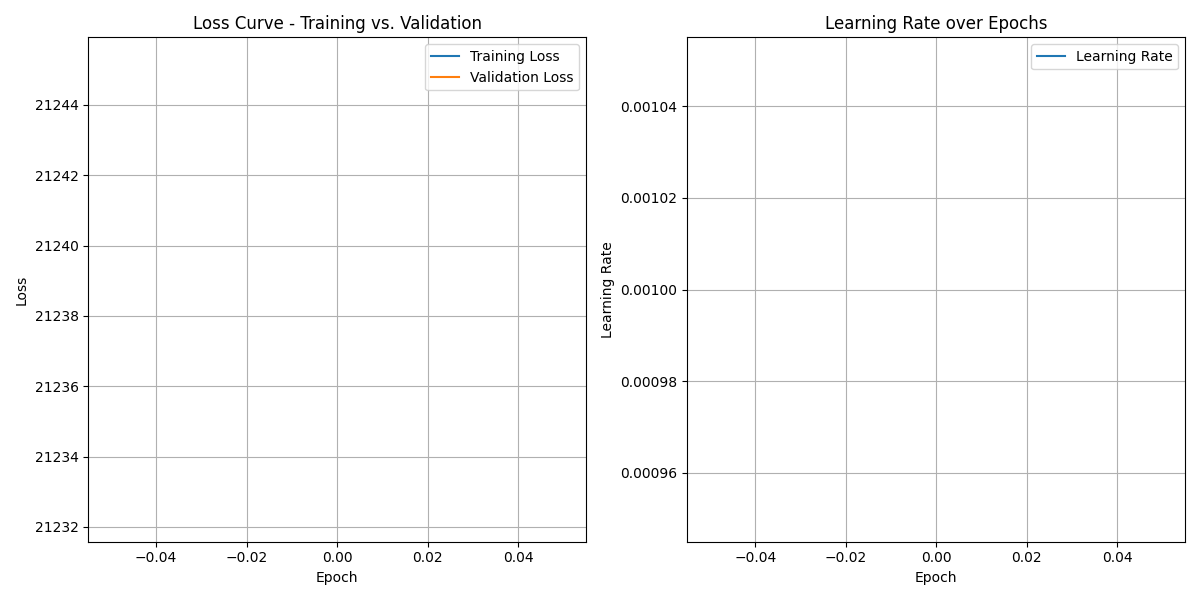 Loss Curve - Training vs. Validation
Training Loss
Validation Loss
21244
21242
21240
21238
21236
21234
21232
Loss
−0.04
−0.02
0.00
0.02
0.04
Epoch
Learning Rate over Epochs
Learning Rate
0.00104
0.00102
0.00100
0.00098
0.00096
Learning Rate
−0.04
−0.02
0.00
0.02
0.04
Epoch